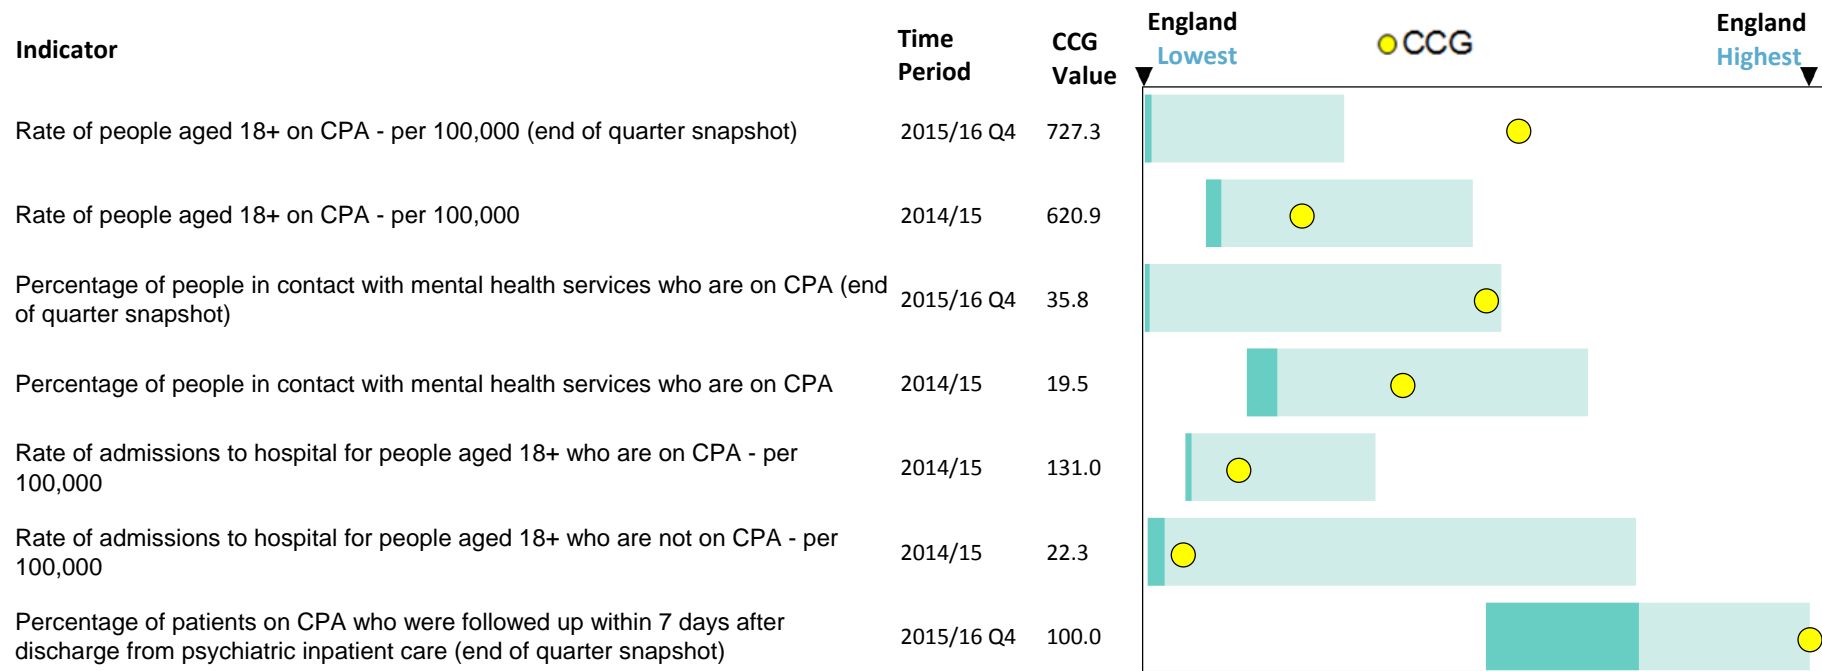 Indicator
Time
Period
CCG
Value
England
Lowest
CCG
England
Highest
Rate of people aged 18+ on CPA - per 100,000 (end of quarter snapshot) 2015/16 Q4 727.3
Rate of people aged 18+ on CPA - per 100,000 2014/15 620.9
Percentage of people in contact with mental health services who are on CPA (end
of quarter snapshot) 2015/16 Q4 35.8
Percentage of people in contact with mental health services who are on CPA 2014/15 19.5
Rate of admissions to hospital for people aged 18+ who are on CPA - per
100,000 2014/15 131.0
Rate of admissions to hospital for people aged 18+ who are not on CPA - per
100,000 2014/15 22.3
Percentage of patients on CPA who were followed up within 7 days after
discharge from psychiatric inpatient care (end of quarter snapshot) 2015/16 Q4 100.0